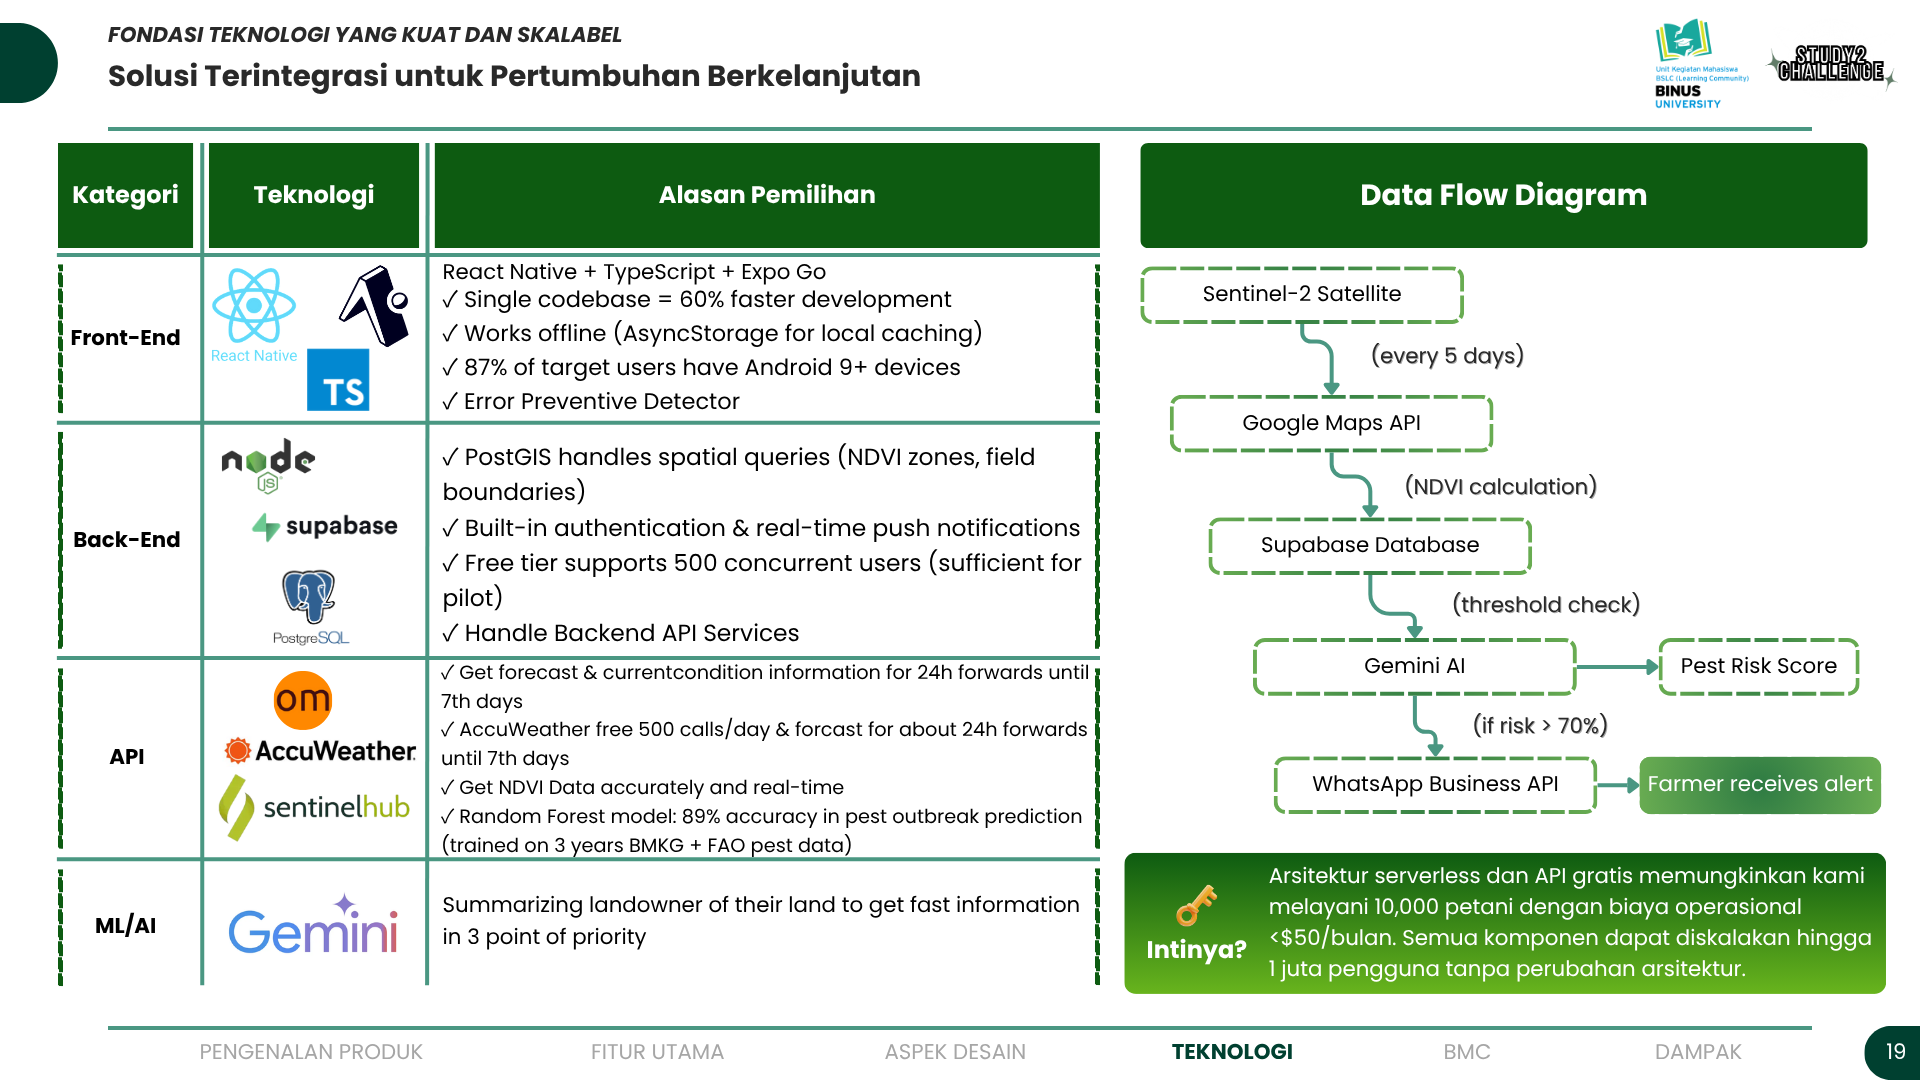 FONDASI TEKNOLOGI YANG KUAT DAN SKALABEL
Solusi Terintegrasi untuk Pertumbuhan Berkelanjutan
Unit Kegiatan Mahasiswa
BSLC (Learning Community)
BINUS
UNIVERSITY
STUDY2
CHALLENGE
Kategori
Teknologi
Alasan Pemilihan
Front-End
React Native
TS
React Native + TypeScript + Expo Go
✓ Single codebase = 60% faster development
✓ Works offline (AsyncStorage for local caching)
✓ 87% of target users have Android 9+ devices
✓ Error Preventive Detector
Back-End
node
JS
supabase
PostgreSQL
✓ PostGIS handles spatial queries (NDVI zones, field
boundaries)
✓ Built-in authentication & real-time push notifications
✓ Free tier supports 500 concurrent users (sufficient for
pilot)
✓ Handle Backend API Services
API
om
AccuWeather
sentinelhub
✓ Get forecast & currentcondition information for 24h forwards until
7th days
✓ AccuWeather free 500 calls/day & forcast for about 24h forwards
until 7th days
✓ Get NDVI Data accurately and real-time
✓ Random Forest model: 89% accuracy in pest outbreak prediction
(trained on 3 years BMKG + FAO pest data)
ML/AI
Gemini
Summarizing landowner of their land to get fast information
in 3 point of priority
Data Flow Diagram
Sentinel-2 Satellite
(every 5 days)
Google Maps API
(NDVI calculation)
Supabase Database
(threshold check)
Gemini AI
Pest Risk Score
(if risk > 70%)
WhatsApp Business API
Farmer receives alert
Intinya?
Arsitektur serverless dan API gratis memungkinkan kami
melayani 10,000 petani dengan biaya operasional
<$50/bulan. Semua komponen dapat diskalakan hingga
1 juta pengguna tanpa perubahan arsitektur.
PENGENALAN PRODUK
FITUR UTAMA
ASPEK DESAIN
TEKNOLOGI
BMC
DAMPAK
19